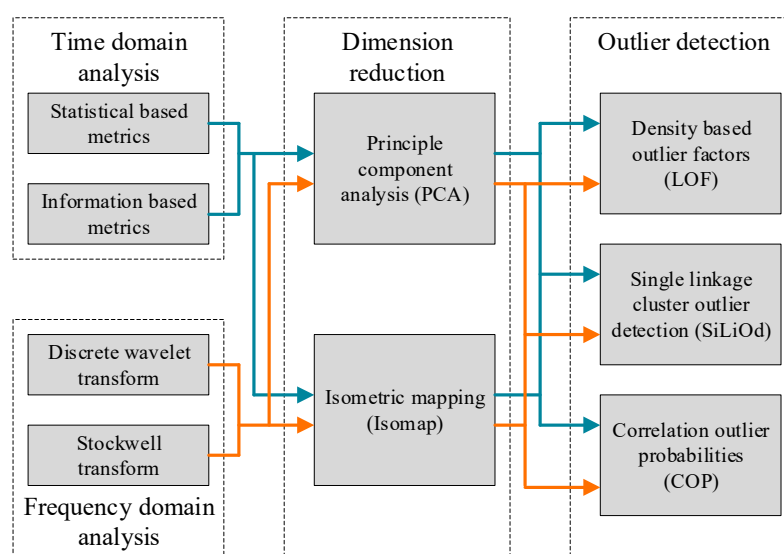 Time domain
analysis
Statistical based
metrics
Information based
metrics
Discrete wavelet
transform
Stockwell
transform
Frequency domain
analysis
Dimension
reduction
Principle
component
analysis (PCA)
Isometric mapping
(Isomap)
Outlier detection
Density based
outlier factors
(LOF)
Single linkage
cluster outlier
detection (SiLiOd)
Correlation outlier
probabilities
(COP)